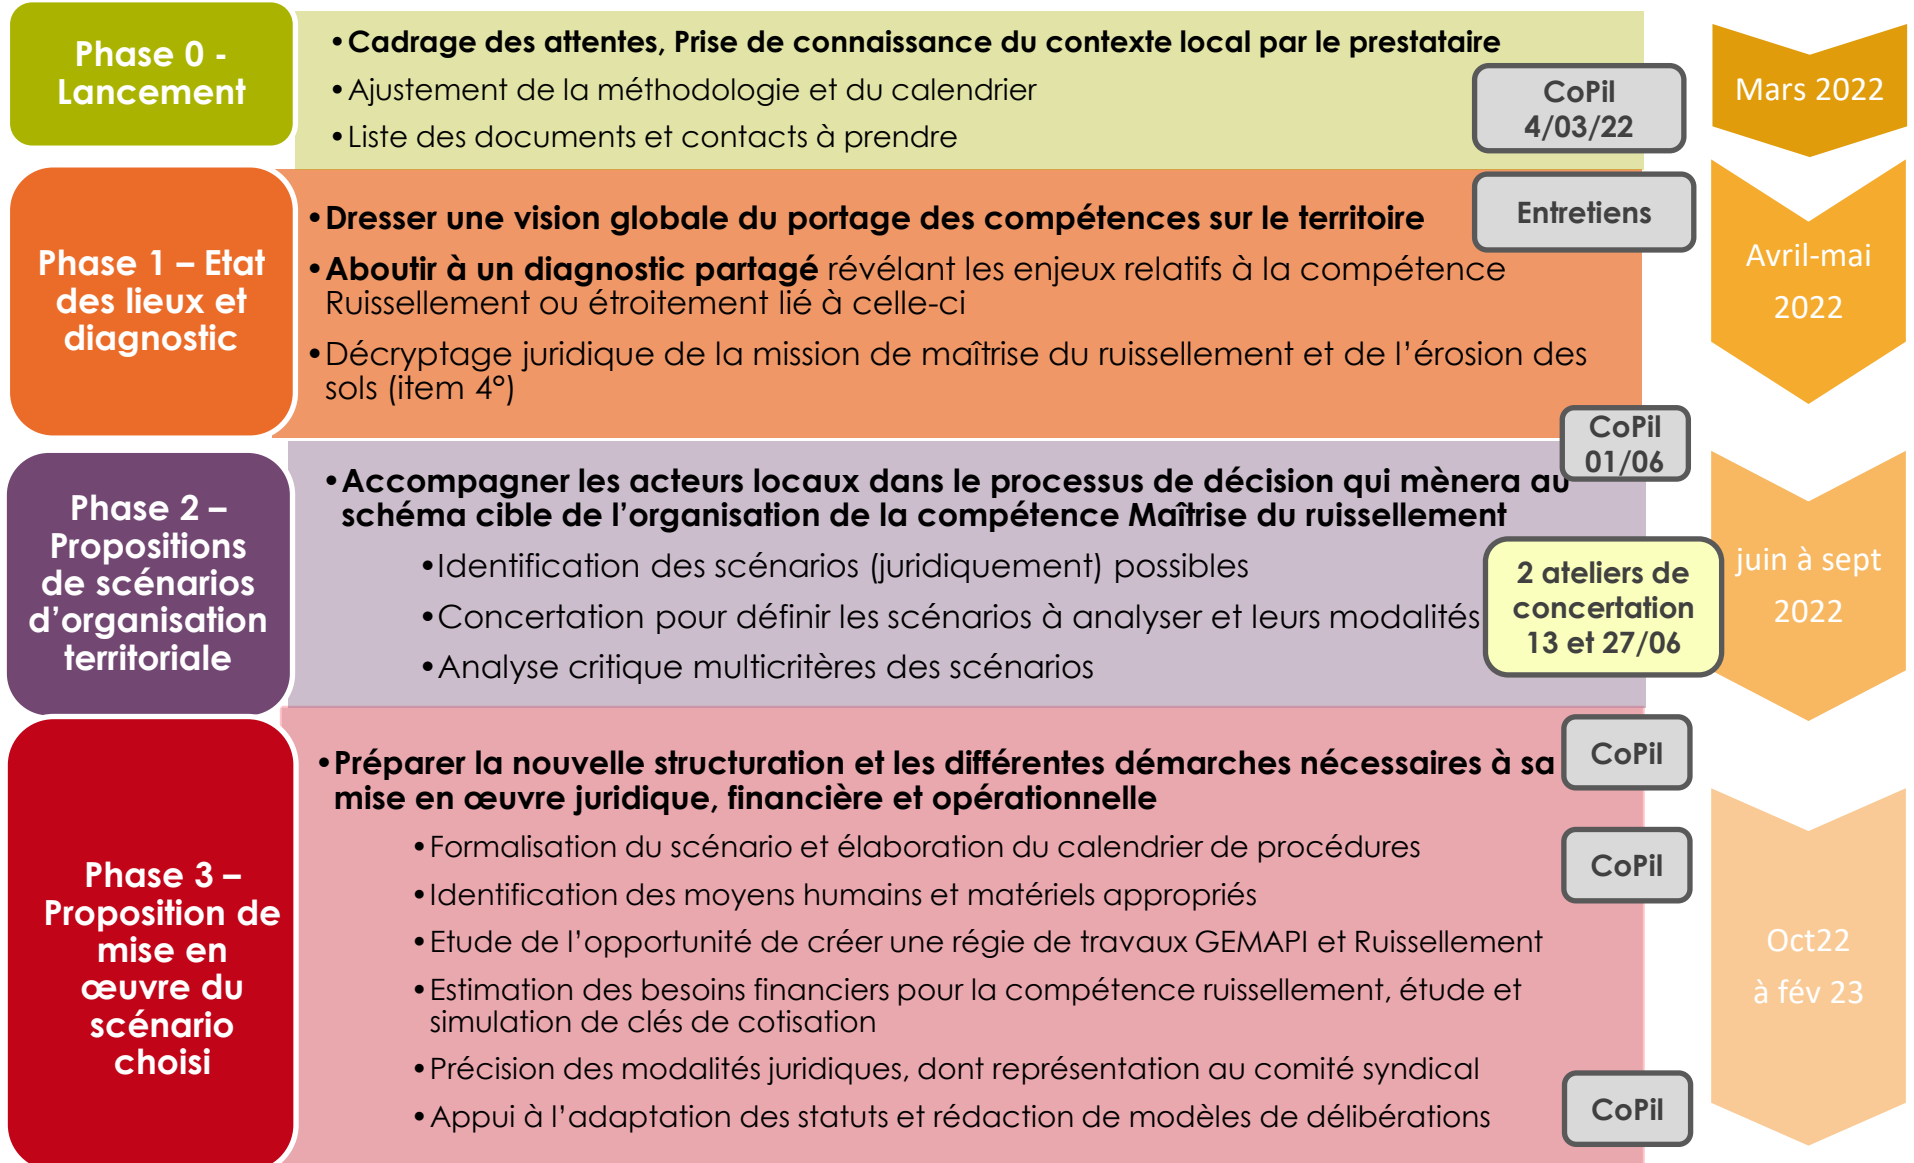 Phase 0 -
Lancement
•Cadrage des attentes, Prise de connaissance du contexte local par le prestataire
•Ajustement de la méthodologie et du calendrier
•Liste des documents et contacts à prendre
CoPil
4/03/22
Mars 2022
Phase 1 – Etat
des lieux et
diagnostic
•Dresser une vision globale du portage des compétences sur le territoire
•Aboutir à un diagnostic partagé révélant les enjeux relatifs à la compétence
Ruissellement ou étroitement lié à celle-ci
•Décryptage juridique de la mission de maîtrise du ruissellement et de l’érosion des
sols (item 4°)
Entretiens
Avril-mai
2022
CoPil
01/06
Phase 2 –
Propositions
de scénarios
d’organisation
territoriale
•Accompagner les acteurs locaux dans le processus de décision qui mènera au
schéma cible de l’organisation de la compétence Maîtrise du ruissellement
•Identification des scénarios (juridiquement) possibles
•Concertation pour définir les scénarios à analyser et leurs modalités
•Analyse critique multicritères des scénarios
2 ateliers de
concertation
13 et 27/06
juin à sept
2022
Phase 3 –
Proposition de
mise en
œuvre du
scénario
choisi
•Préparer la nouvelle structuration et les différentes démarches nécessaires à sa
mise en œuvre juridique, financière et opérationnelle
•Formalisation du scénario et élaboration du calendrier de procédures
•Identification des moyens humains et matériels appropriés
•Etude de l’opportunité de créer une régie de travaux GEMAPI et Ruissellement
•Estimation des besoins financiers pour la compétence ruissellement, étude et
simulation de clés de cotisation
•Précision des modalités juridiques, dont représentation au comité syndical
•Appui à l’adaptation des statuts et rédaction de modèles de délibérations
CoPil
CoPil
CoPil
Oct22
à fév 23